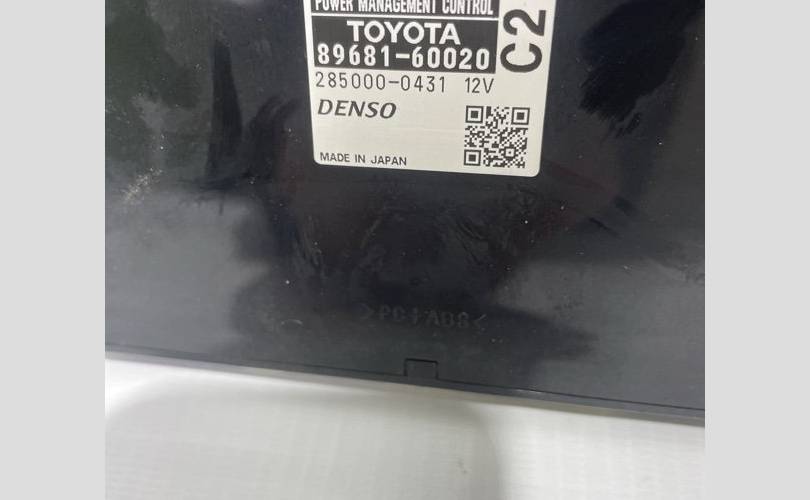 POWER MANAGEMENT CONTROL
TOYOTA
89681-60020
C2
285000-0431 12V
DENSO
MADE IN JAPAN
>PC+ABS<